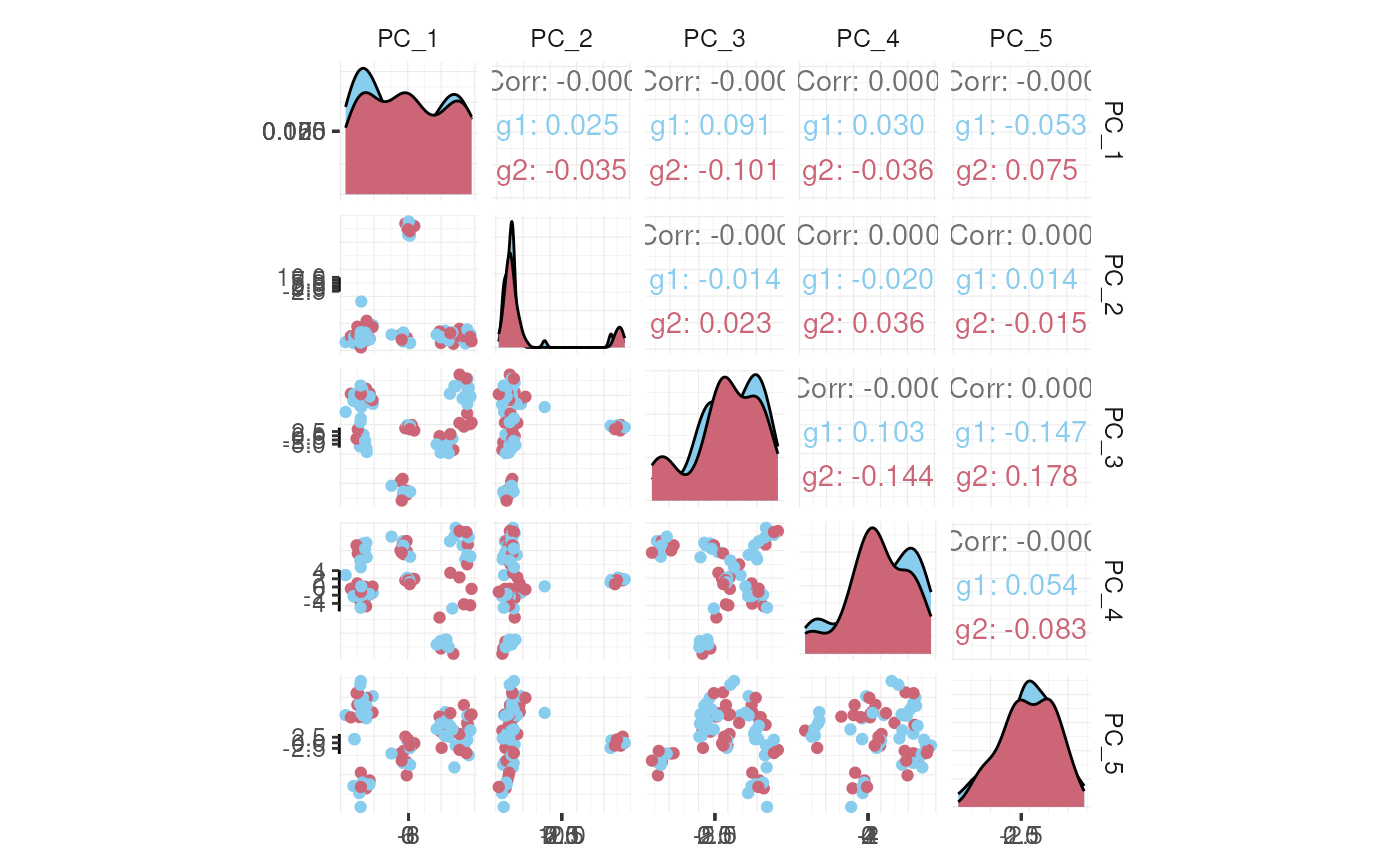 PC_1 PC_2 PC_3 PC_4 PC_5
Corr: -0.000 Corr: -0.000 Corr: 0.000 Corr: -0.000
g1: 0.025 g1: 0.091 g1: 0.030 g1: -0.053
g2: -0.035 g2: -0.101 g2: -0.036 g2: 0.075
PC_1
Corr: -0.000 Corr: 0.000 Corr: 0.000
g1: -0.014 g1: -0.020 g1: 0.014
g2: 0.023 g2: 0.036 g2: -0.015
PC_2
Corr: -0.000 Corr: 0.000
g1: 0.103 g1: -0.147
g2: -0.144 g2: 0.178
PC_3
Corr: -0.000
g1: 0.054
g2: -0.083
PC_4
PC_5